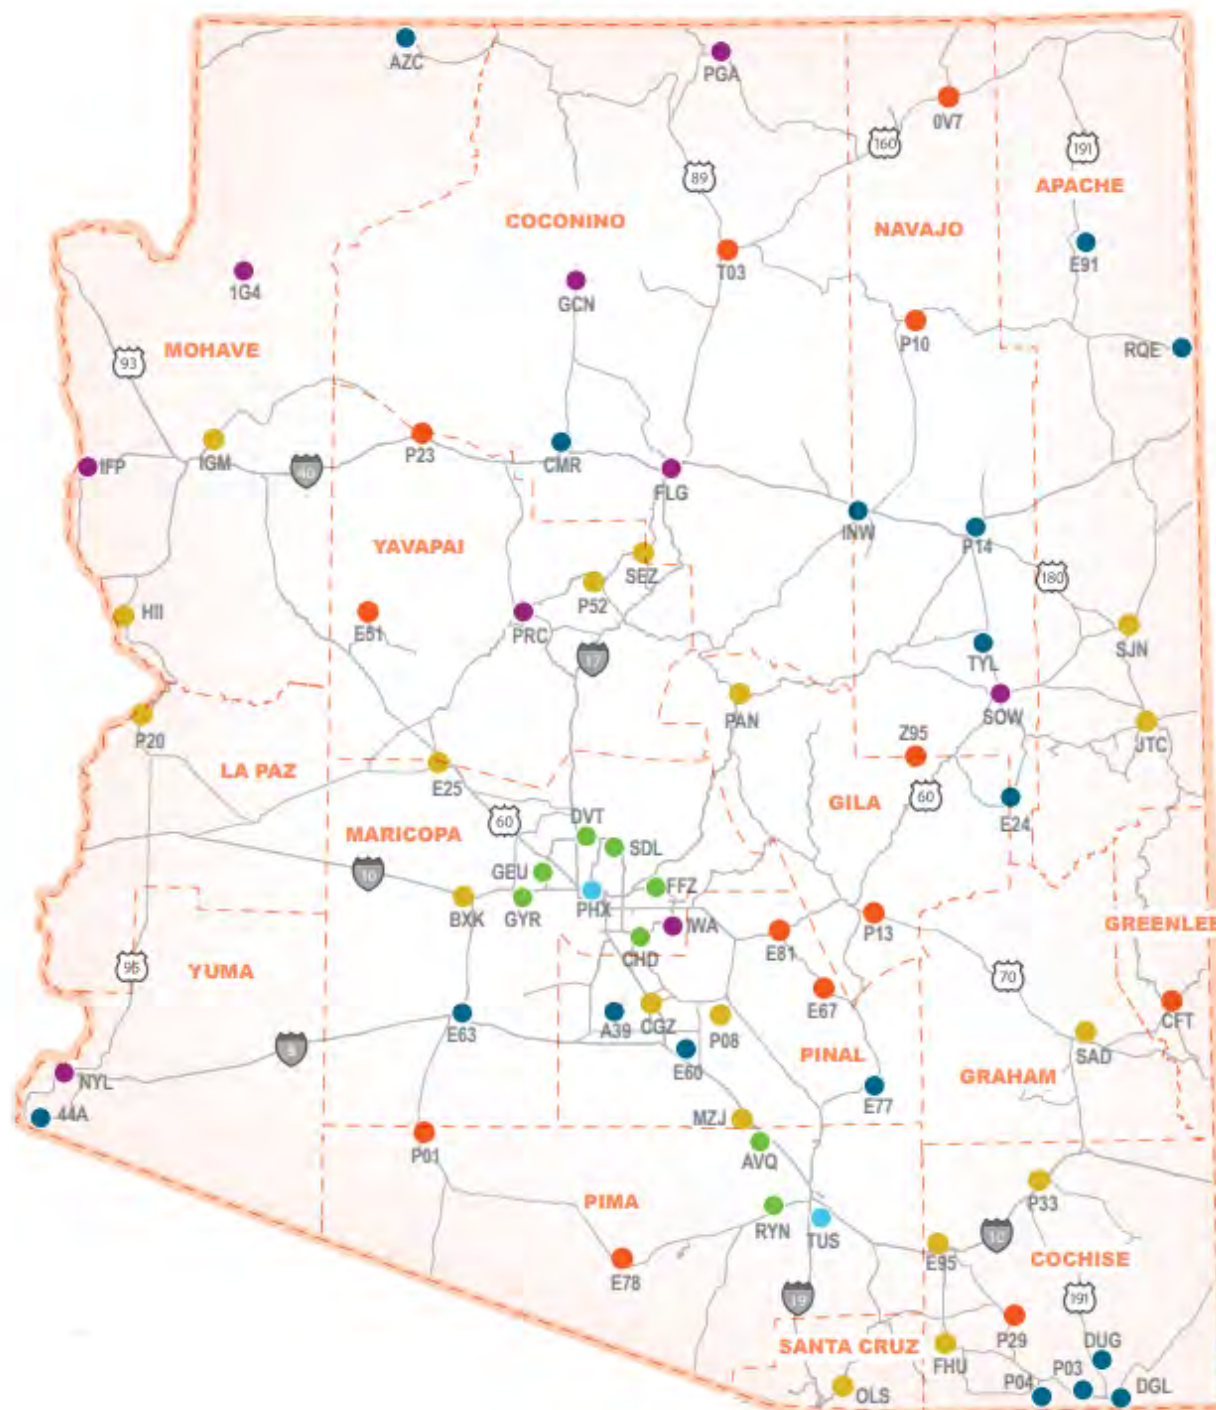 AZC
PGA
0V7
160
191
89
APACHE
COCONINO
NAVAJO
E91
T03
1G4
GCN
P10
MOHAVE
93
RQE
IFP
IGM
40
P23
CMR
FLG
INW
P14
YAVAPAI
SEZ
180
P52
HII
E51
PRC
17
TYL
SJN
PAN
SOW
P20
Z95
JTC
LA PAZ
E25
GILA
60
60
E24
MARICOPA
DVT
SDL
GEU
10
FFZ
BXK
GYR
PHX
IWA
P13
GREENLEE
CHD
E81
YUMA
95
70
E67
CFT
E63
A39
CGZ
P08
SAD
8
E60
PINAL
GRAHAM
NYL
E77
44A
MZJ
P01
AVQ
P33
PIMA
RYN
TUS
10
E95
COCHISE
E78
19
191
P29
SANTA CRUZ
FHU
DUG
P03
P04
DGL
OLS